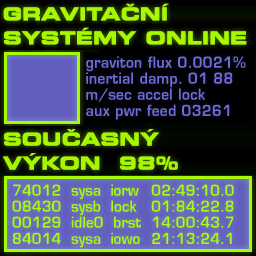 GRAVITAČNÍ
SYSTÉMY ONLINE
graviton flux 0.0021%
inertial damp. 01 88
m/sec accel lock
aux pwr feed 03261
SOUČASNÝ
VÝKON 98%
74012 sysa iorw 02:49:10.0
08430 sysb lock 01:84:22.8
00129 idle0 brst 14:00:43.7
84014 sysa iowo 21:13:24.1